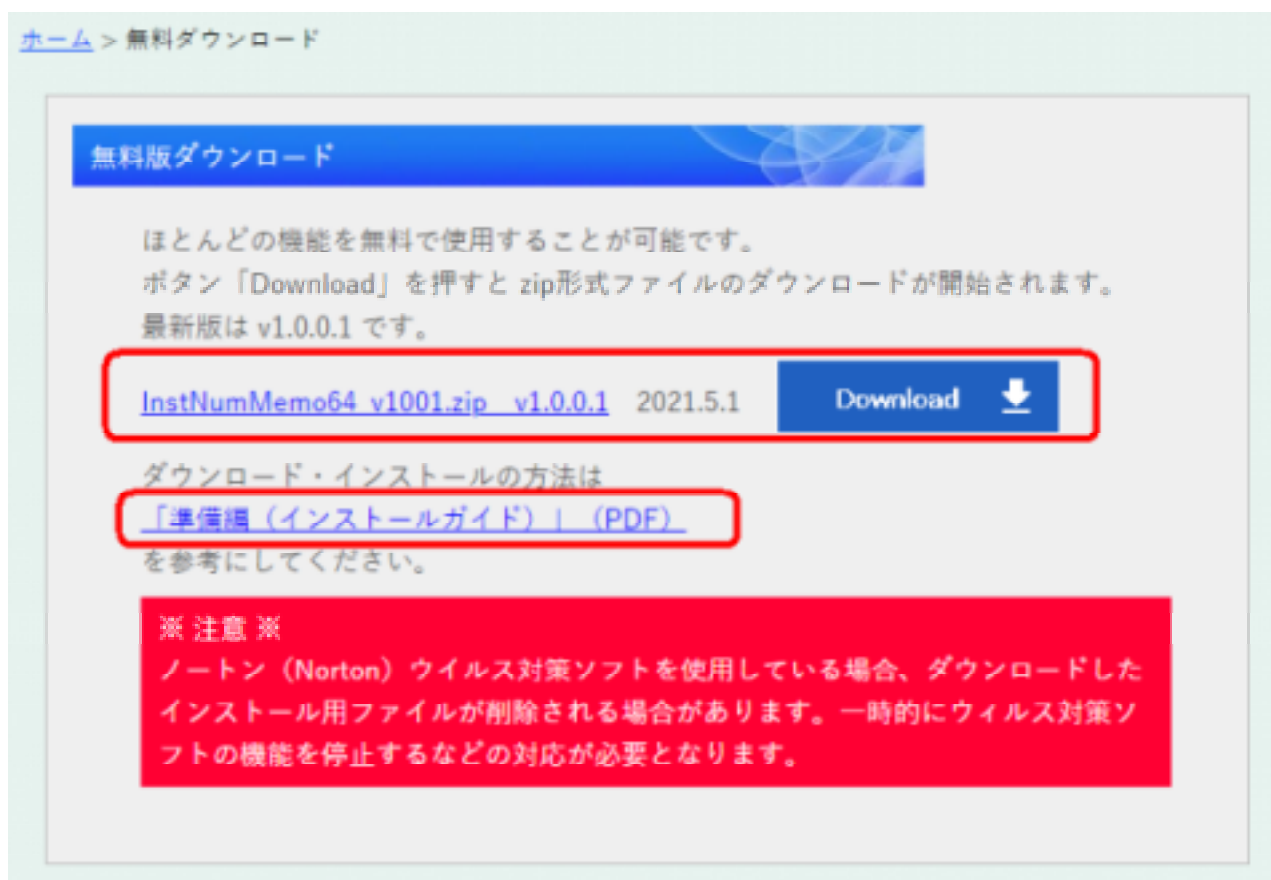 ホーム > 無料ダウンロード
無料版ダウンロード
ほとんどの機能を無料で使用することが可能です。
ボタン「Download」を押すと zip形式ファイルのダウンロードが開始されます。
最新版は v1.0.0.1 です。
InstNumMemo64_v1001.zip　v1.0.0.1　2021.5.1　Download
ダウンロード・インストールの方法は
「準備編（インストールガイド）」（PDF）
を参考にしてください。
※ 注意 ※
ノートン（Norton）ウイルス対策ソフトを使用している場合、ダウンロードした
インストール用ファイルが削除される場合があります。一時的にウィルス対策ソ
フトの機能を停止するなどの対応が必要となります。